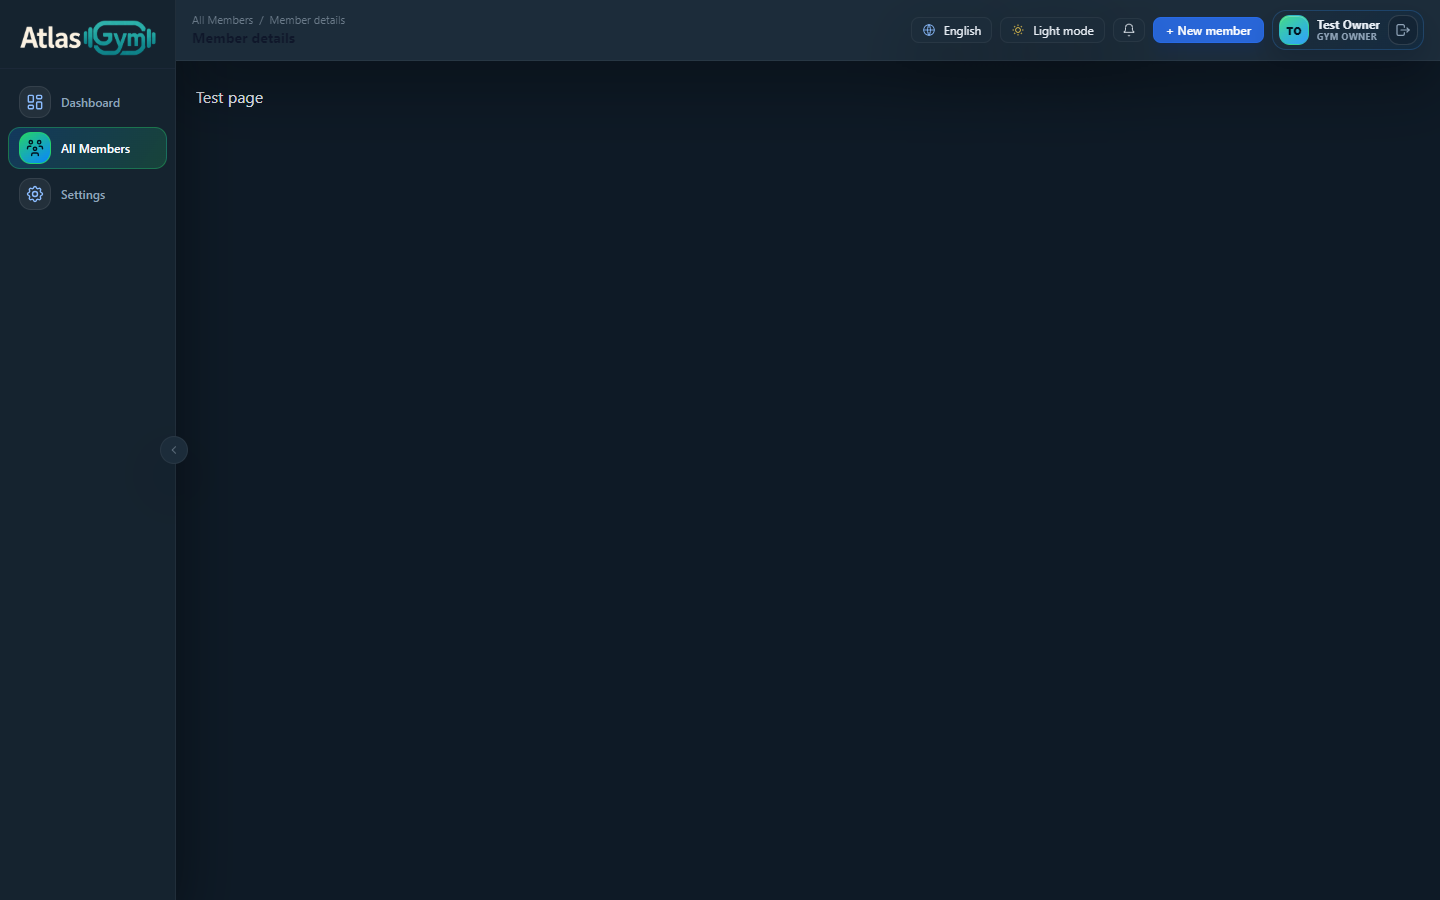 Atlas Gym
All Members / Member details
Member details
English
Light mode
+ New member
TO
Test Owner
GYM OWNER
Dashboard
All Members
Settings
Test page